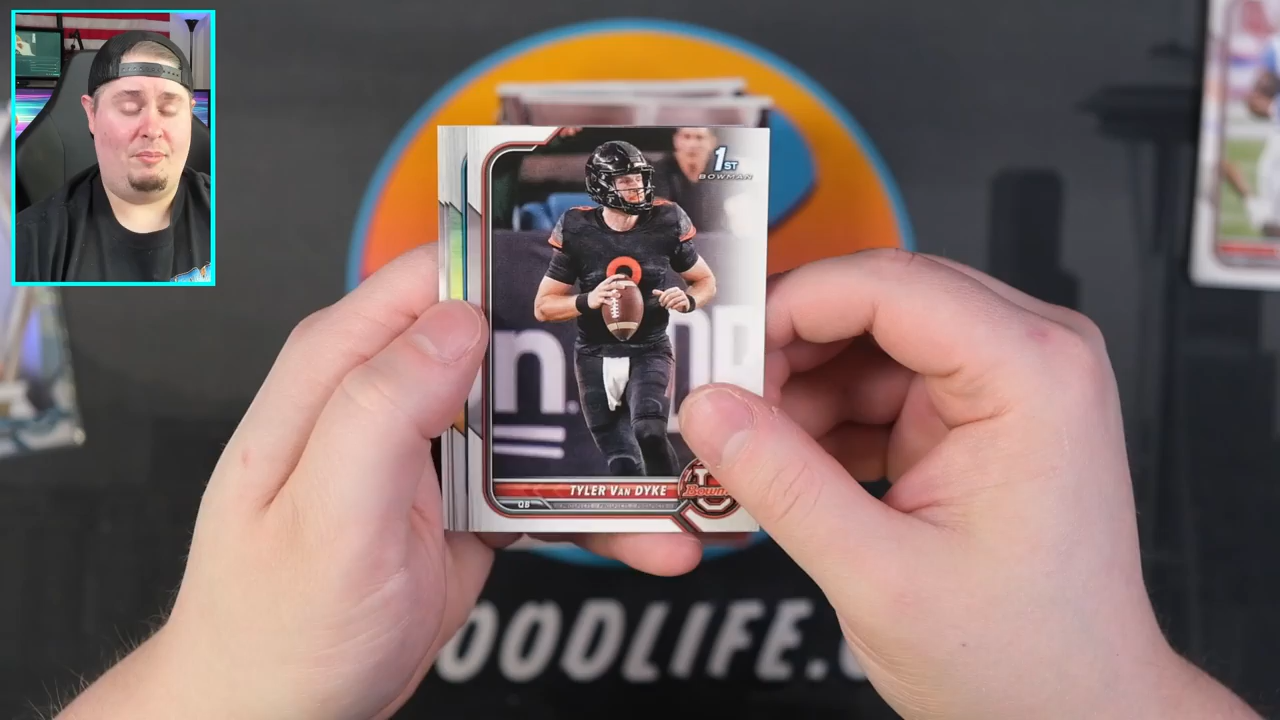 1ST
BOWMAN
TYLER VAN DYKE
QB
OODLIFE.